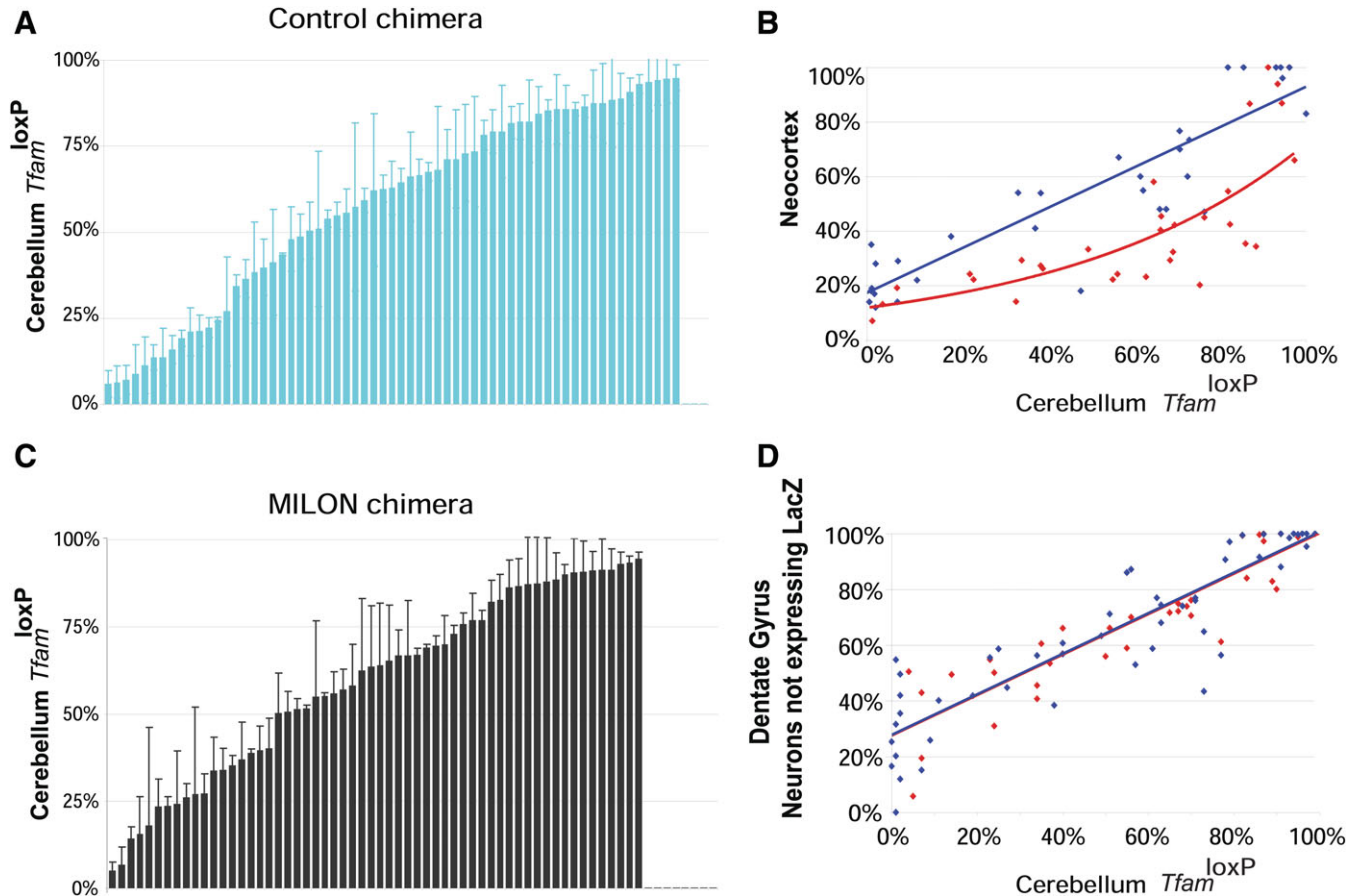 A
Control chimera
Cerebellum Tfam loxP
100%
75%
50%
25%
0%
B
Neocortex
100%
80%
60%
40%
20%
0%
0% 20% 40% 60% 80% 100%
Cerebellum Tfam loxP
C
MILON chimera
Cerebellum Tfam loxP
100%
75%
50%
25%
0%
D
Dentate Gyrus
Neurons not expressing LacZ
100%
80%
60%
40%
20%
0%
0% 20% 40% 60% 80% 100%
Cerebellum Tfam loxP